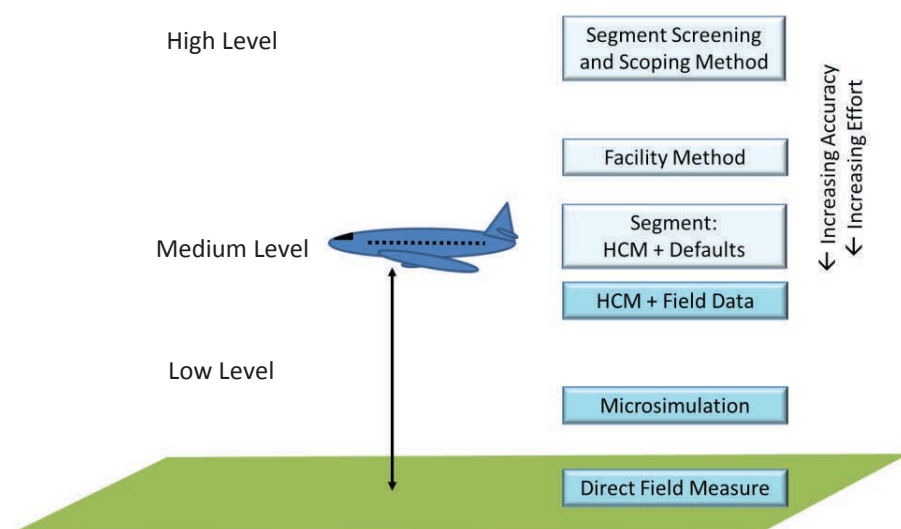 High Level
Segment Screening
and Scoping Method
Facility Method
Medium Level
Segment:
HCM + Defaults
HCM + Field Data
Low Level
Microsimulation
Direct Field Measure
← Increasing Accuracy
← Increasing Effort